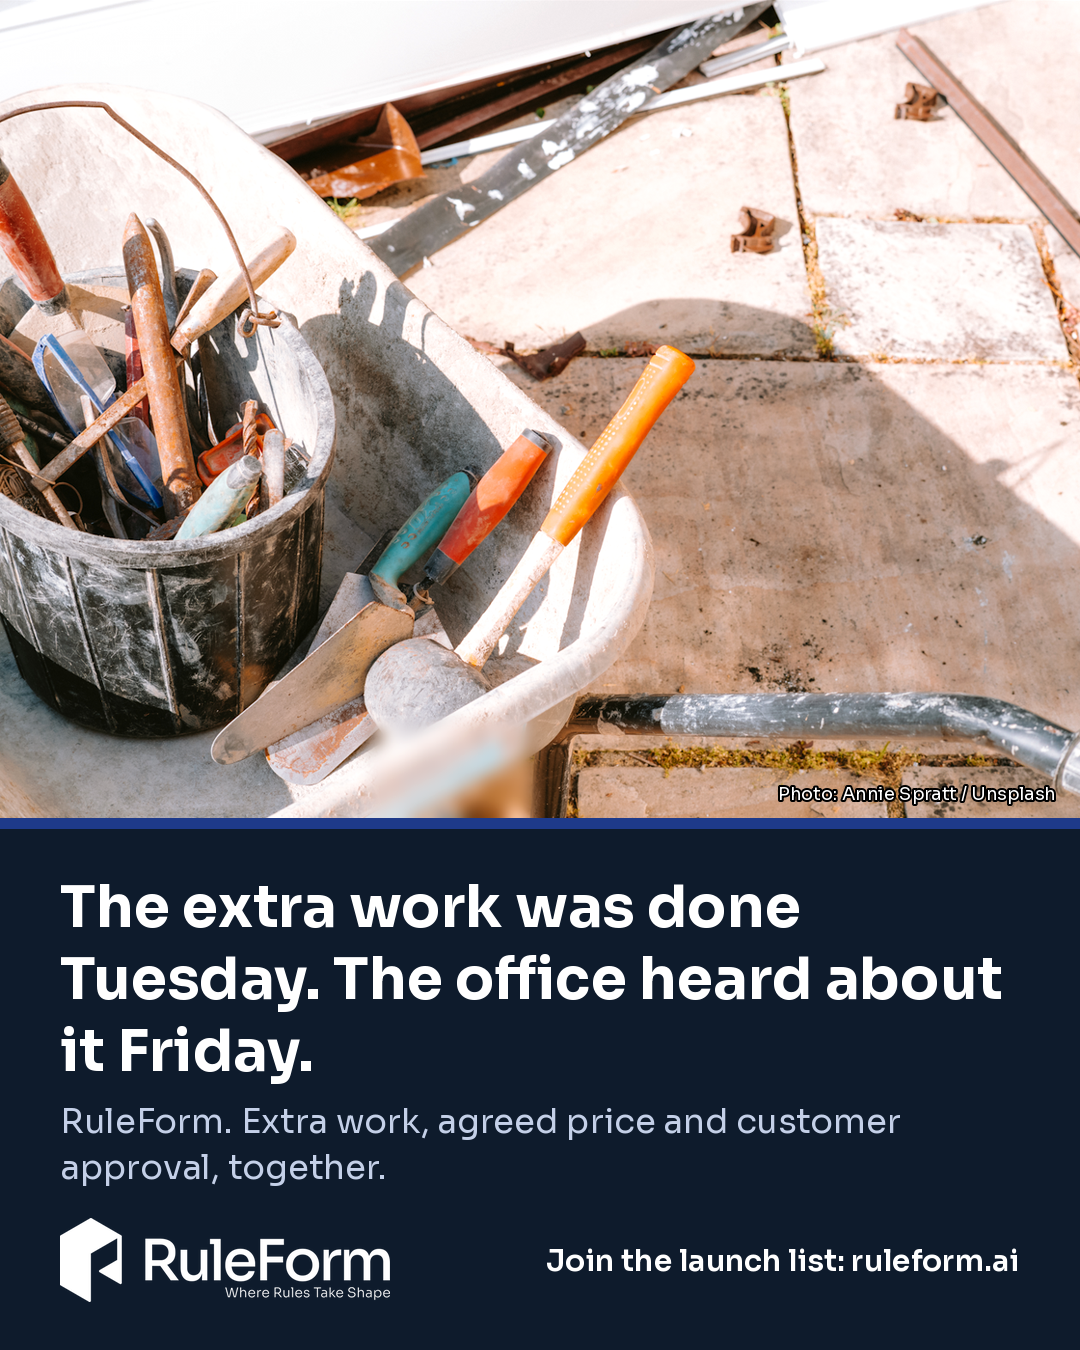 Photo: Annie Spratt / Unsplash
The extra work was done
Tuesday. The office heard about
it Friday.
RuleForm. Extra work, agreed price and customer
approval, together.
RuleForm
Where Rules Take Shape
Join the launch list: ruleform.ai